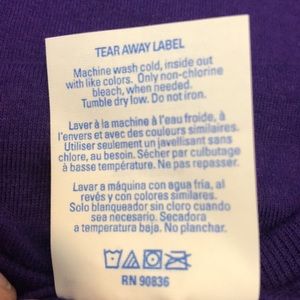 TEAR AWAY LABEL
Machine wash cold, inside out
with like colors. Only non-chlorine
bleach, when needed.
Tumble dry low. Do not iron.
Laver à la machine à l'eau froide, à
l'envers et avec des couleurs similaires.
Utiliser seulement un javellisant sans
chlore, au besoin. Sécher par culbutage
à basse température. Ne pas repasser.
Lavar a máquina con agua fría, al
revés y con colores similares.
Solo blanqueador sin cloro cuando
sea necesario. Secadora a
temperatura baja. No planchar.
RN 90836